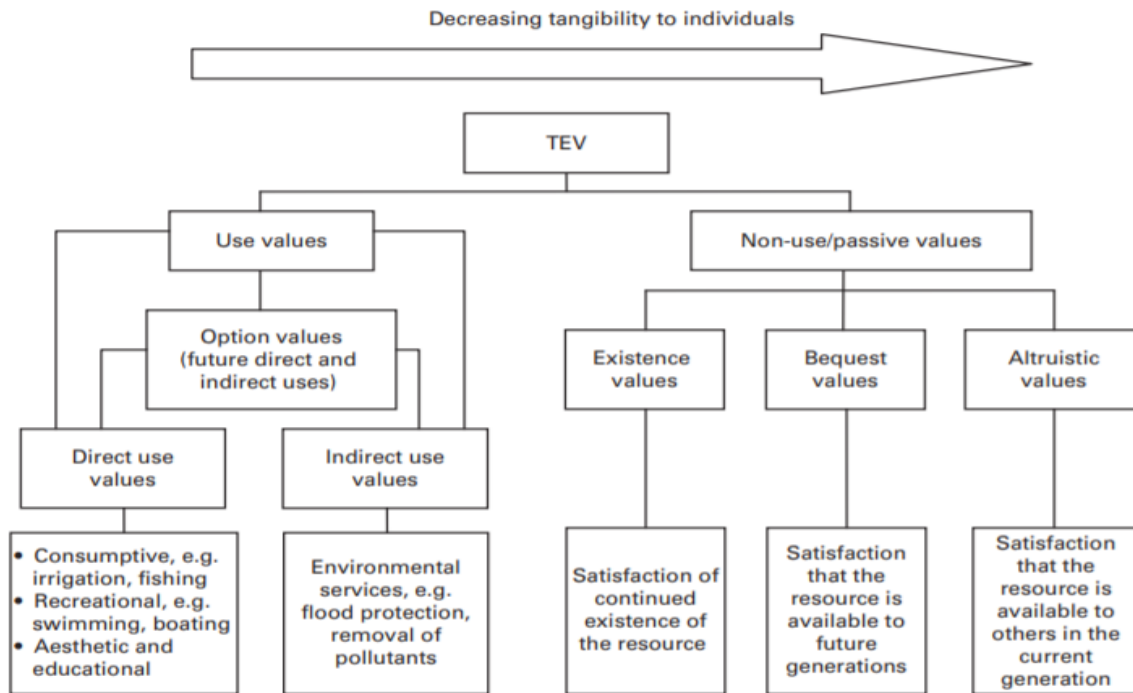 Decreasing tangibility to individuals
TEV
Use values
Non-use/passive values
Option values
(future direct and
indirect uses)
Existence
values
Bequest
values
Altruistic
values
Direct use
values
Indirect use
values
• Consumptive, e.g.
irrigation, fishing
• Recreational, e.g.
swimming, boating
• Aesthetic and
educational
Environmental
services, e.g.
flood protection,
removal of
pollutants
Satisfaction of
continued
existence of
the resource
Satisfaction
that the
resource is
available to
future
generations
Satisfaction
that the
resource is
available to
others in the
current
generation